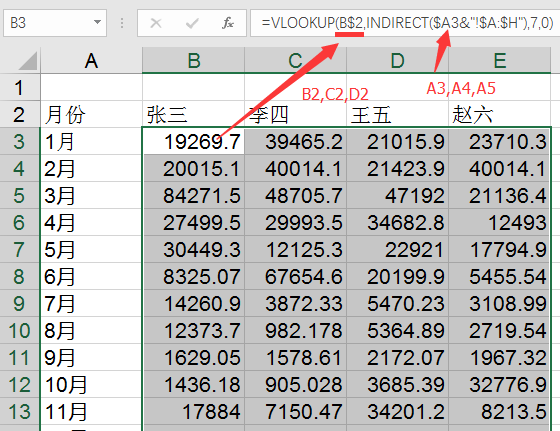 B3 fx =VLOOKUP(B$2,INDIRECT($A3&"!$A:$H"),7,0)
B2,C2,D2 A3,A4,A5
A B C D E
1
2 月份 张三 李四 王五 赵六
3 1月 19269.7 39465.2 21015.9 23710.3
4 2月 20015.1 40014.1 21423.9 40014.1
5 3月 84271.5 48705.7 47192 21136.4
6 4月 27499.5 29993.5 34682.8 12493
7 5月 30449.3 12125.3 22921 17794.9
8 6月 8325.07 67654.6 20199.9 5455.54
9 7月 14260.9 3872.33 5470.23 3108.99
10 8月 12373.7 982.178 5364.89 2719.54
11 9月 1629.05 1578.61 2172.07 1967.32
12 10月 1436.18 905.028 3685.39 32776.9
13 11月 17884 7150.47 34201.2 8213.5